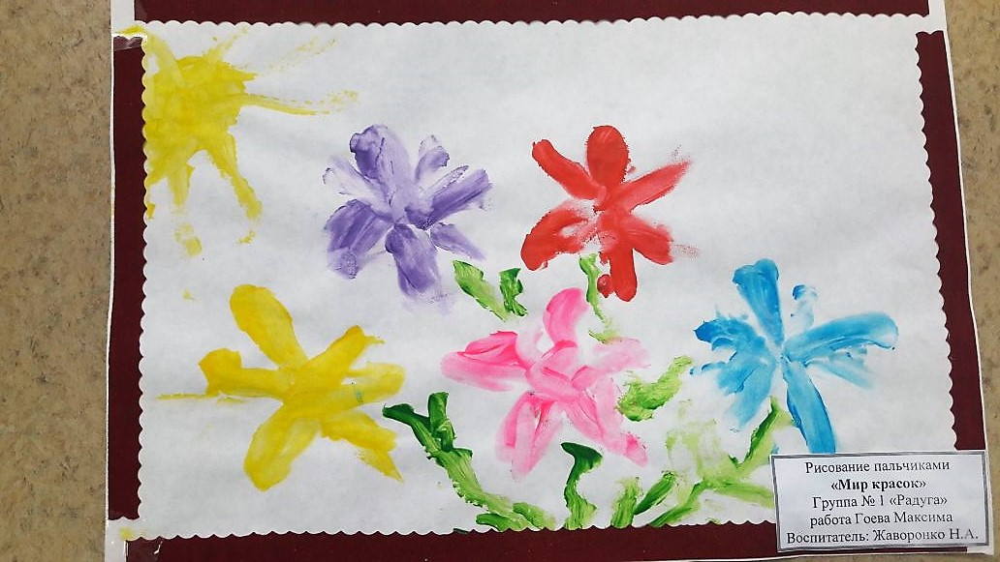 Рисование пальчиками
«Мир красок»
Группа № 1 «Радуга»
работа Гоева Максима
Воспитатель: Жаворонко Н.А.